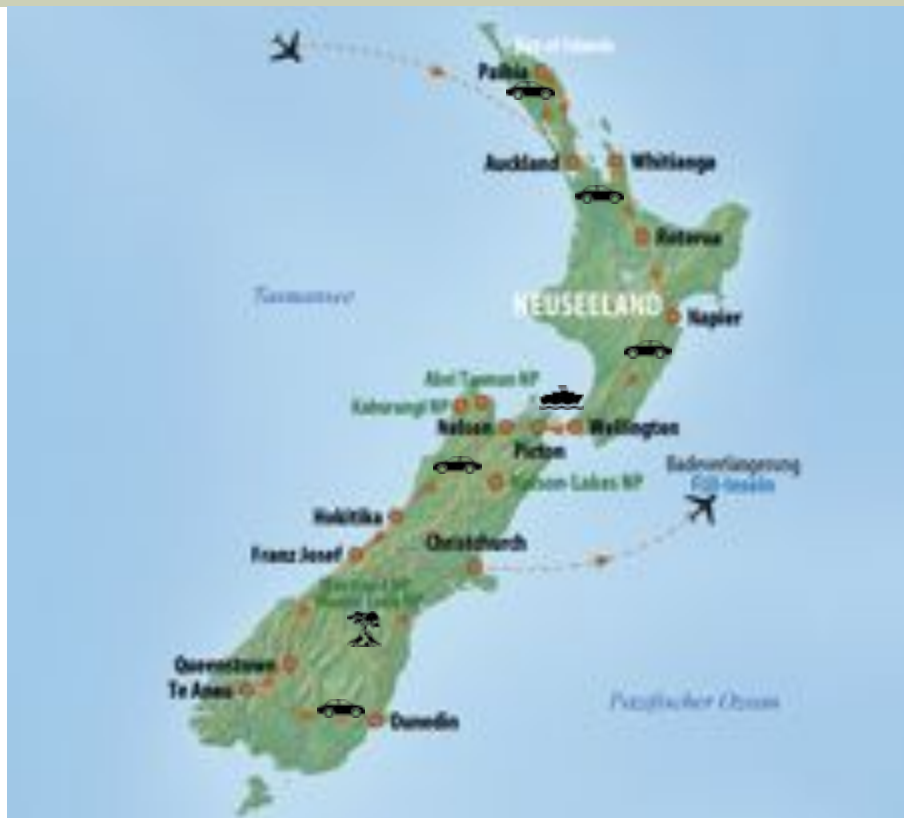 Bay of Islands
Paihia
Auckland
Whitianga
Rotorua
Tasmansee
NEUSEELAND
Napier
Abel Tasman NP
Kahurangi NP
Nelson
Wellington
Picton
Badeverlängerung
Fiji-Inseln
Nelson-Lakes NP
Hokitika
Christchurch
Franz Josef
Queenstown
Te Anau
Pazifischer Ozean
Dunedin